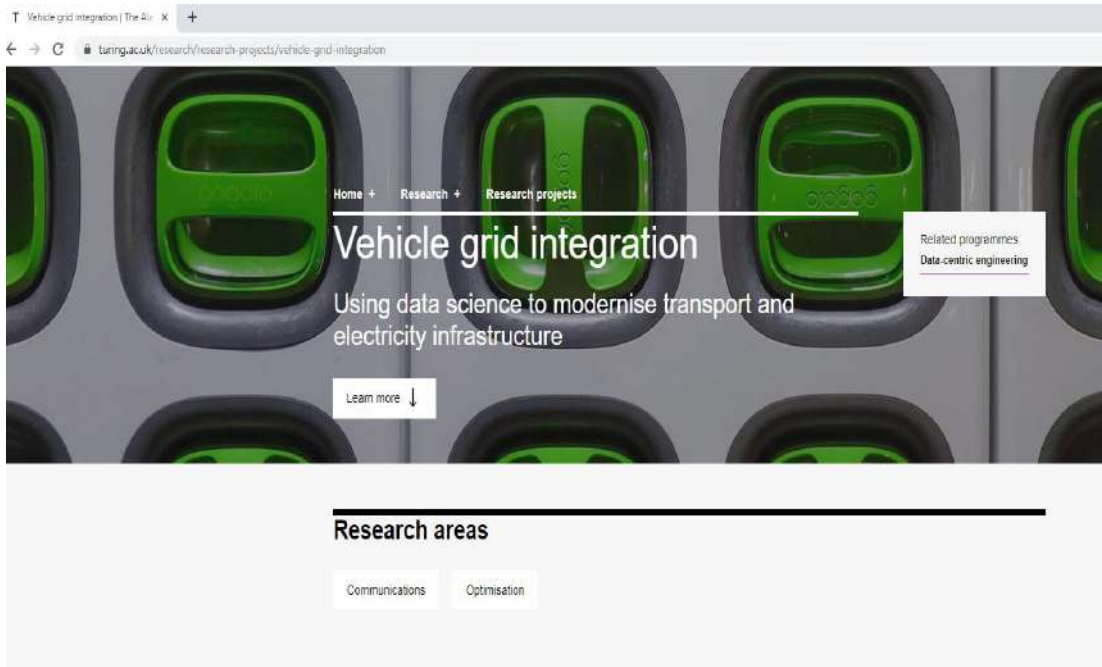 T Vehicle grid integration | The Ala × +
turing.ac.uk/research/research-projects/vehicle-grid-integration
Home + Research + Research projects
Vehicle grid integration
Using data science to modernise transport and
electricity infrastructure
Learn more ↓
Related programmes
Data-centric engineering
gogoro
Research areas
Communications Optimisation